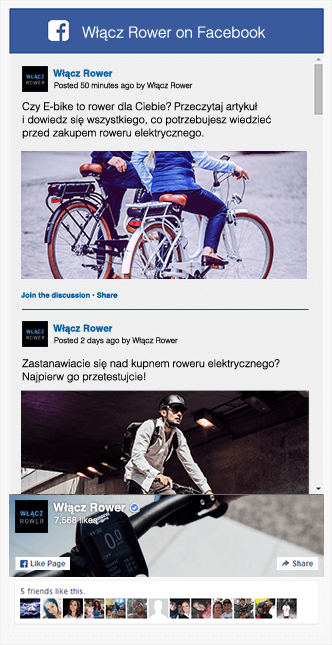 Włącz Rower on Facebook
WŁĄCZ
ROWER
Włącz Rower
Posted 50 minutes ago by Włącz Rower
Czy E-bike to rower dla Ciebie? Przeczytaj artykuł
i dowiedz się wszystkiego, co potrzebujesz wiedzieć
przed zakupem roweru elektrycznego.
Join the discussion • Share
WŁĄCZ
ROWER
Włącz Rower
Posted 2 days ago by Włącz Rower
Zastanawiacie się nad kupnem roweru elektrycznego?
Najpierw go przetestujcie!
WŁĄCZ
ROWER
Włącz Rower
7,568 likes
0.0
Like Page
Share
5 friends like this.